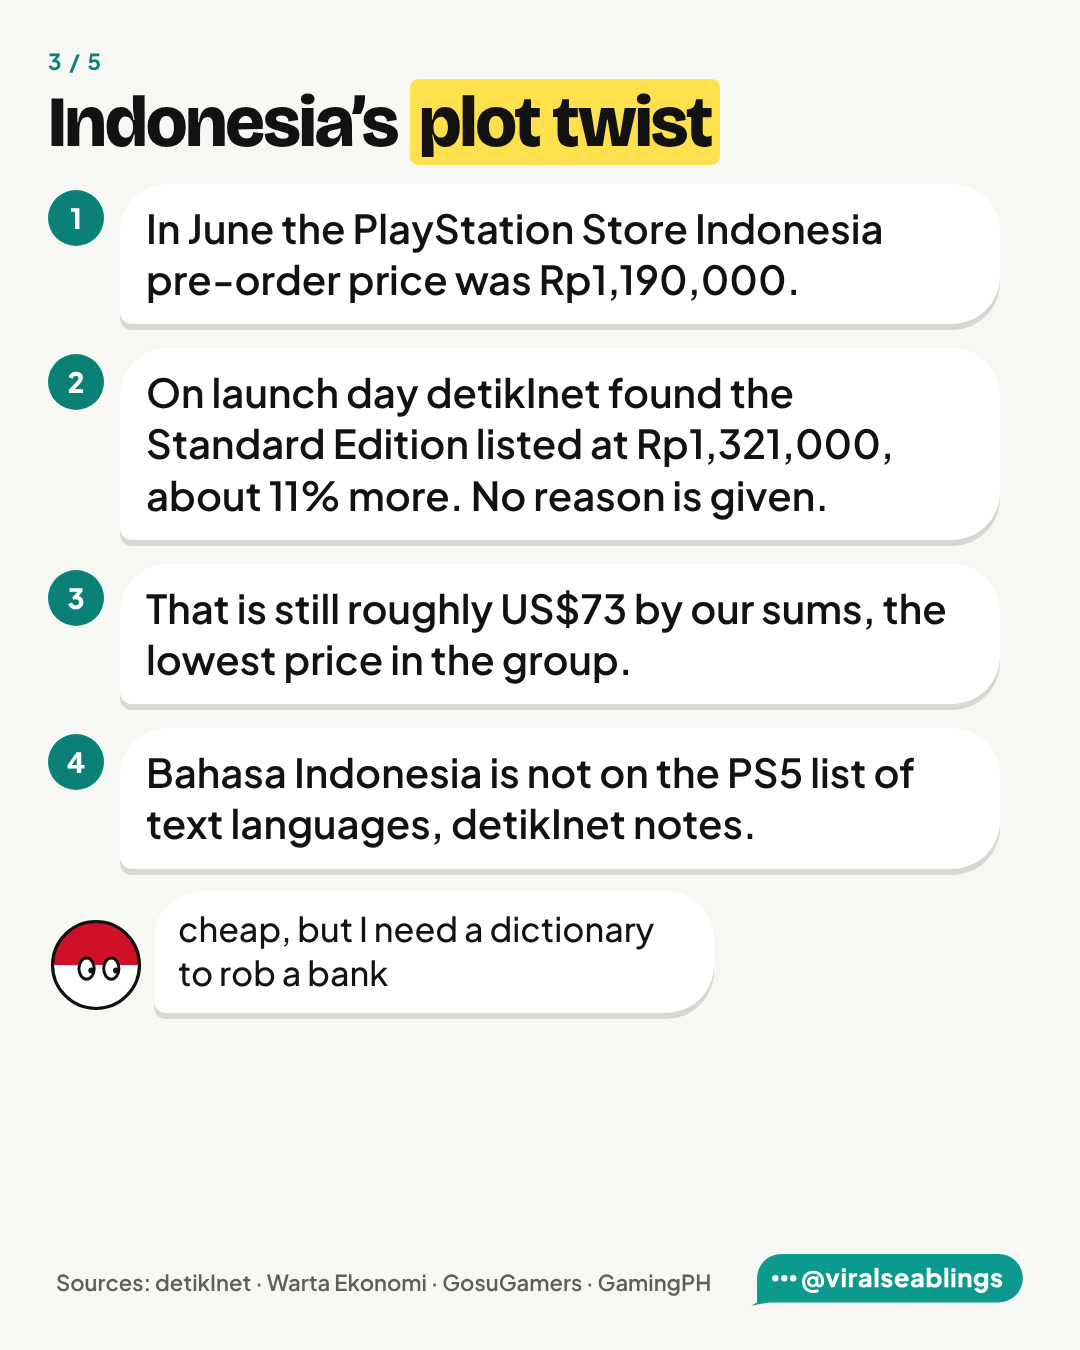 3 / 5
Indonesia’s plot twist
1
In June the PlayStation Store Indonesia
pre-order price was Rp1,190,000.
2
On launch day detikInet found the
Standard Edition listed at Rp1,321,000,
about 11% more. No reason is given.
3
That is still roughly US$73 by our sums, the
lowest price in the group.
4
Bahasa Indonesia is not on the PS5 list of
text languages, detikInet notes.
cheap, but I need a dictionary
to rob a bank
Sources: detikInet · Warta Ekonomi · GosuGamers · GamingPH
@viralseablings